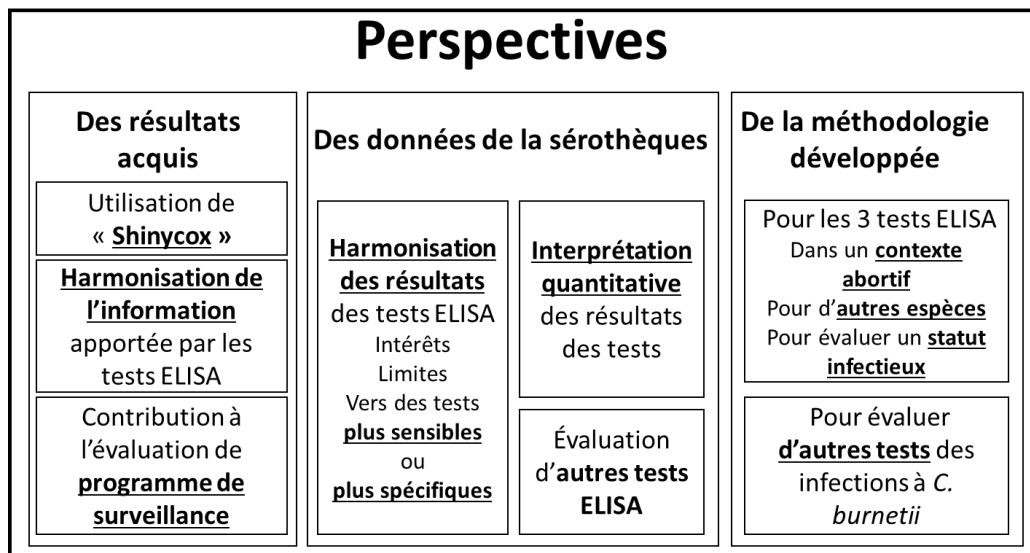 Perspectives
Des résultats
acquis
Utilisation de
« Shinycox »
Harmonisation de
l'information
apportée par les
tests ELISA
Contribution à
l'évaluation de
programme de
surveillance
Des données de la sérothèques
Harmonisation
des résultats
des tests ELISA
Intérêts
Limites
Vers des tests
plus sensibles
ou
plus spécifiques
Interprétation
quantitative
des résultats
des tests
Évaluation
d'autres tests
ELISA
De la méthodologie
développée
Pour les 3 tests ELISA
Dans un contexte
abortif
Pour d'autres espèces
Pour évaluer un statut
infectieux
Pour évaluer
d'autres tests des
infections à C.
burnetii